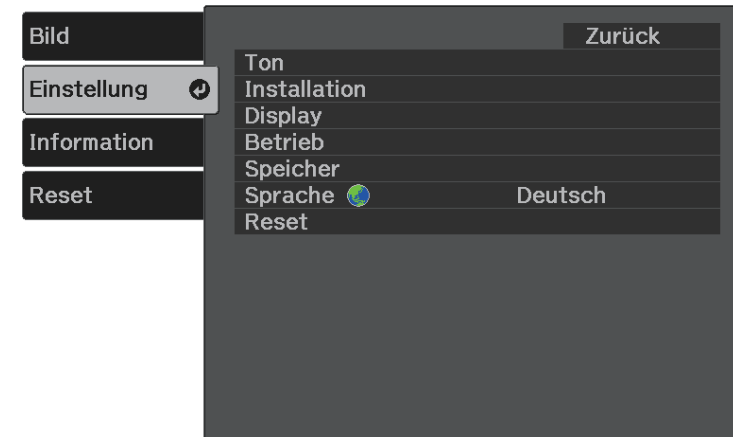 Bild
Einstellung
Information
Reset
Zurück
Ton
Installation
Display
Betrieb
Speicher
Sprache Deutsch
Reset